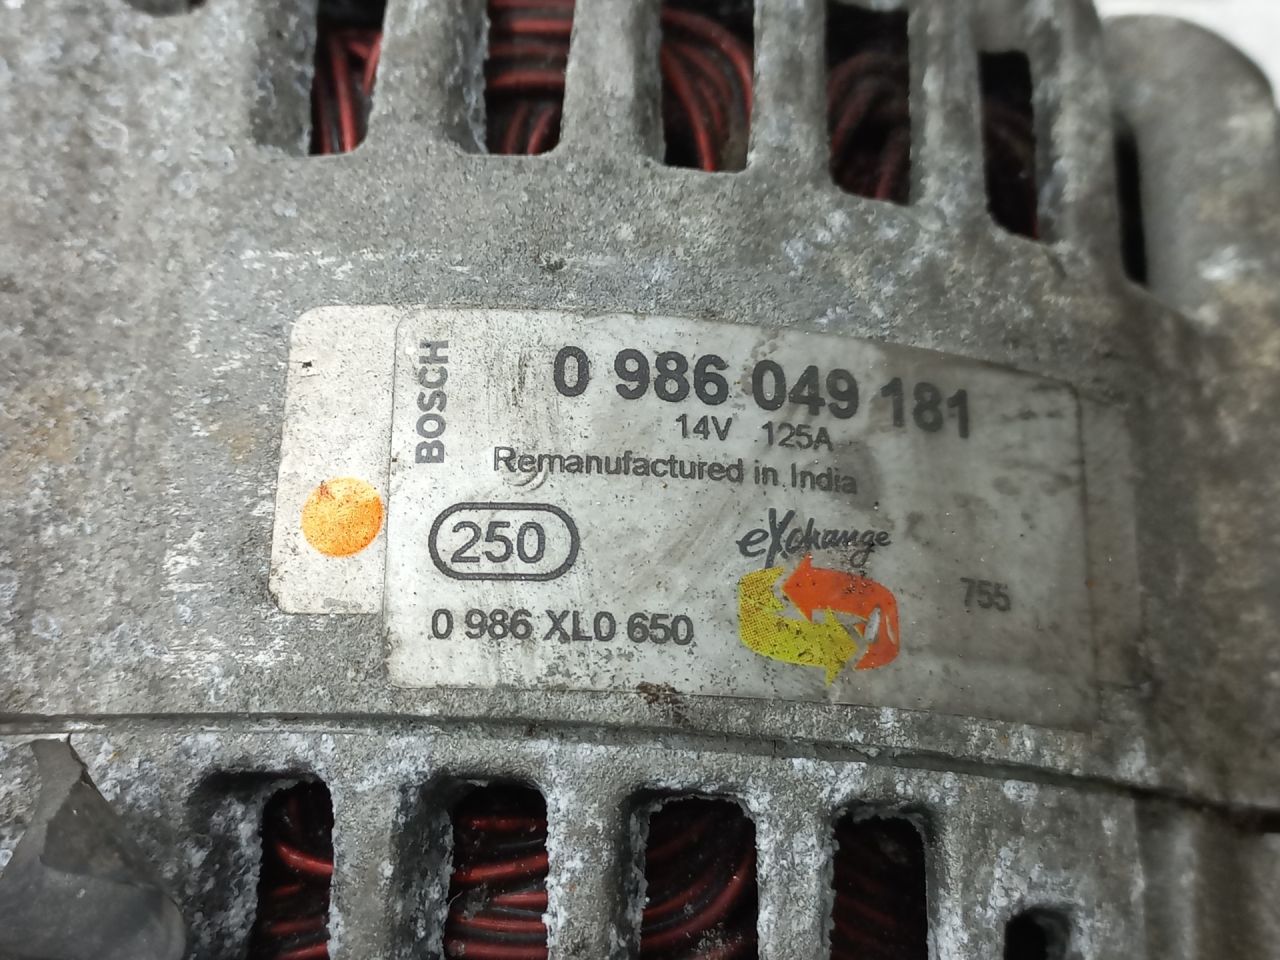 BOSCH
0 986 049 181
14V 125A
Remanufactured in India
250
eXchange
755
0 986 XL0 650